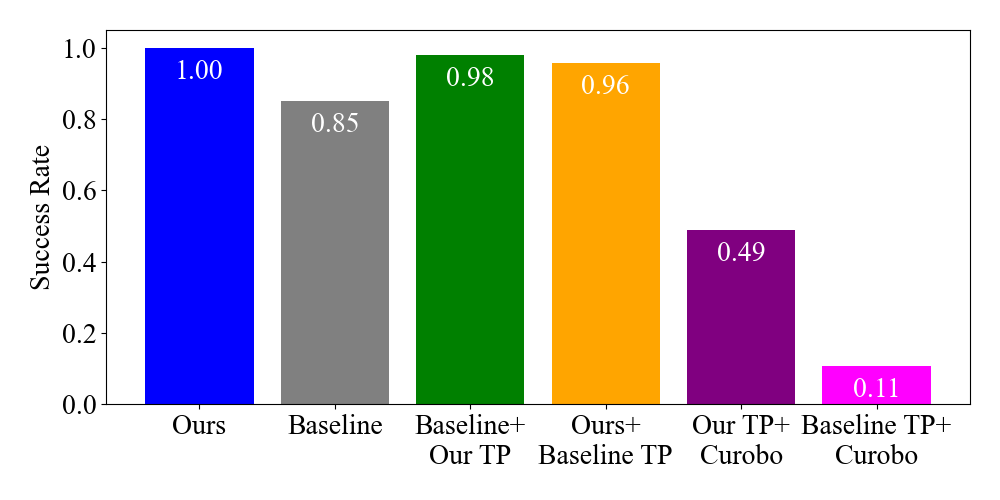 Success Rate
1.0
0.8
0.6
0.4
0.2
0.0
1.00
0.85
0.98
0.96
0.49
0.11
Ours
Baseline
Baseline+
Our TP
Ours+
Baseline TP
Our TP+
Curobo
Baseline TP+
Curobo